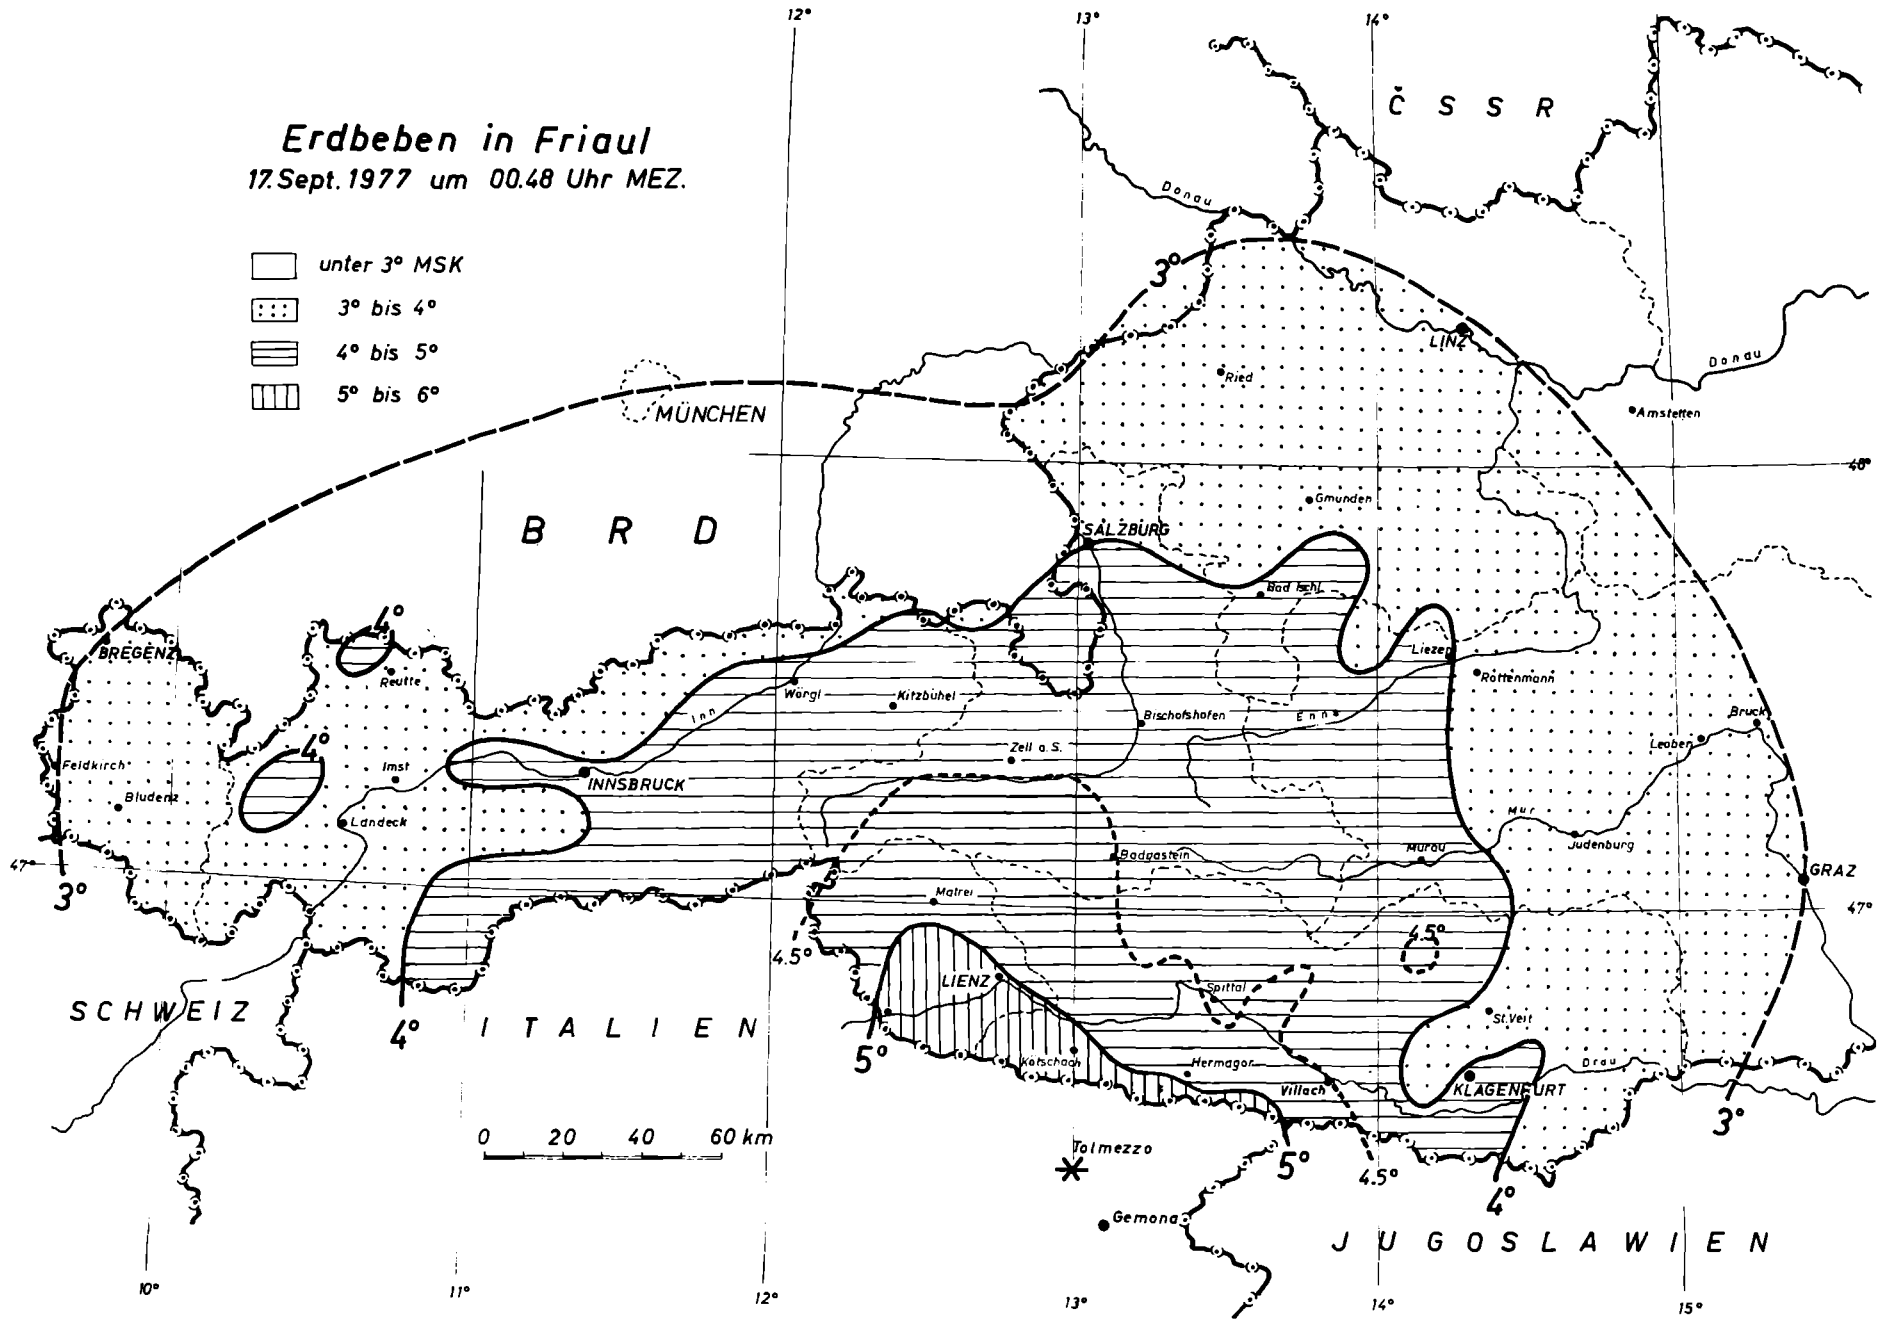 12°
13°
14°
ČSSR
Erdbeben in Friaul
17. Sept. 1977 um 00.48 Uhr MEZ.
Donau
unter 3° MSK
3° bis 4°
4° bis 5°
5° bis 6°
3°
LINZ
Donau
Ried
MÜNCHEN
Amstetten
48°
Gmunden
BRD
SALZBURG
Bad Ischl
4°
BREGENZ
Reutte
Liezen
Rottenmann
Wörgl
Kitzbühel
Inn
Bischofshofen
Enns
Bruck
Leoben
4°
Zell a.S.
Feldkirch
Imst
INNSBRUCK
Bludenz
Landeck
Mur
Judenburg
Murau
Badgastein
47°
GRAZ
3°
Matrei
47°
4.5°
4.5°
LIENZ
Spittal
SCHWEIZ
4°
ITALIEN
St.Veit
5°
Kötschach
Hermagor
Drau
Villach
KLAGENFURT
3°
0 20 40 60 km
Tolmezzo
5°
4.5°
4°
Gemona
JUGOSLAWIEN
10°
11°
12°
13°
14°
15°